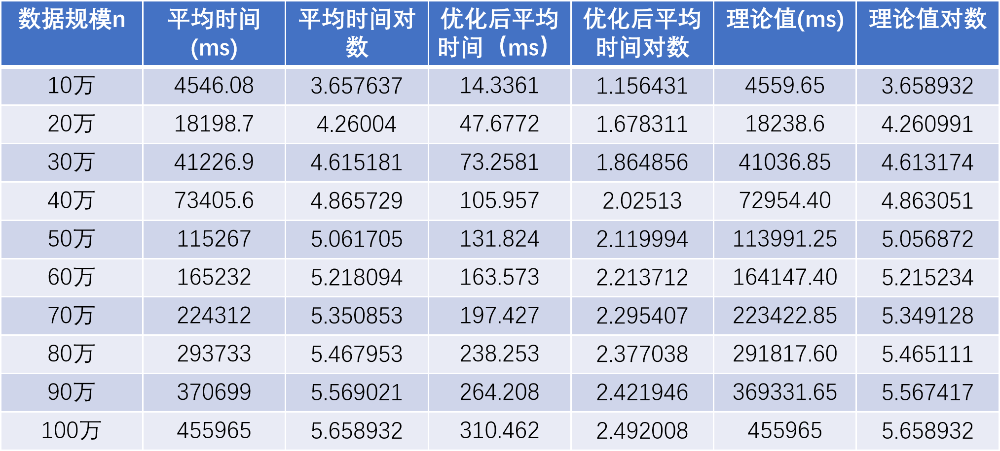 数据规模n 平均时间(ms) 平均时间对数 优化后平均时间（ms） 优化后平均时间对数 理论值(ms) 理论值对数
10万 4546.08 3.657637 14.3361 1.156431 4559.65 3.658932
20万 18198.7 4.26004 47.6772 1.678311 18238.6 4.260991
30万 41226.9 4.615181 73.2581 1.864856 41036.85 4.613174
40万 73405.6 4.865729 105.957 2.02513 72954.40 4.863051
50万 115267 5.061705 131.824 2.119994 113991.25 5.056872
60万 165232 5.218094 163.573 2.213712 164147.40 5.215234
70万 224312 5.350853 197.427 2.295407 223422.85 5.349128
80万 293733 5.467953 238.253 2.377038 291817.60 5.465111
90万 370699 5.569021 264.208 2.421946 369331.65 5.567417
100万 455965 5.658932 310.462 2.492008 455965 5.658932